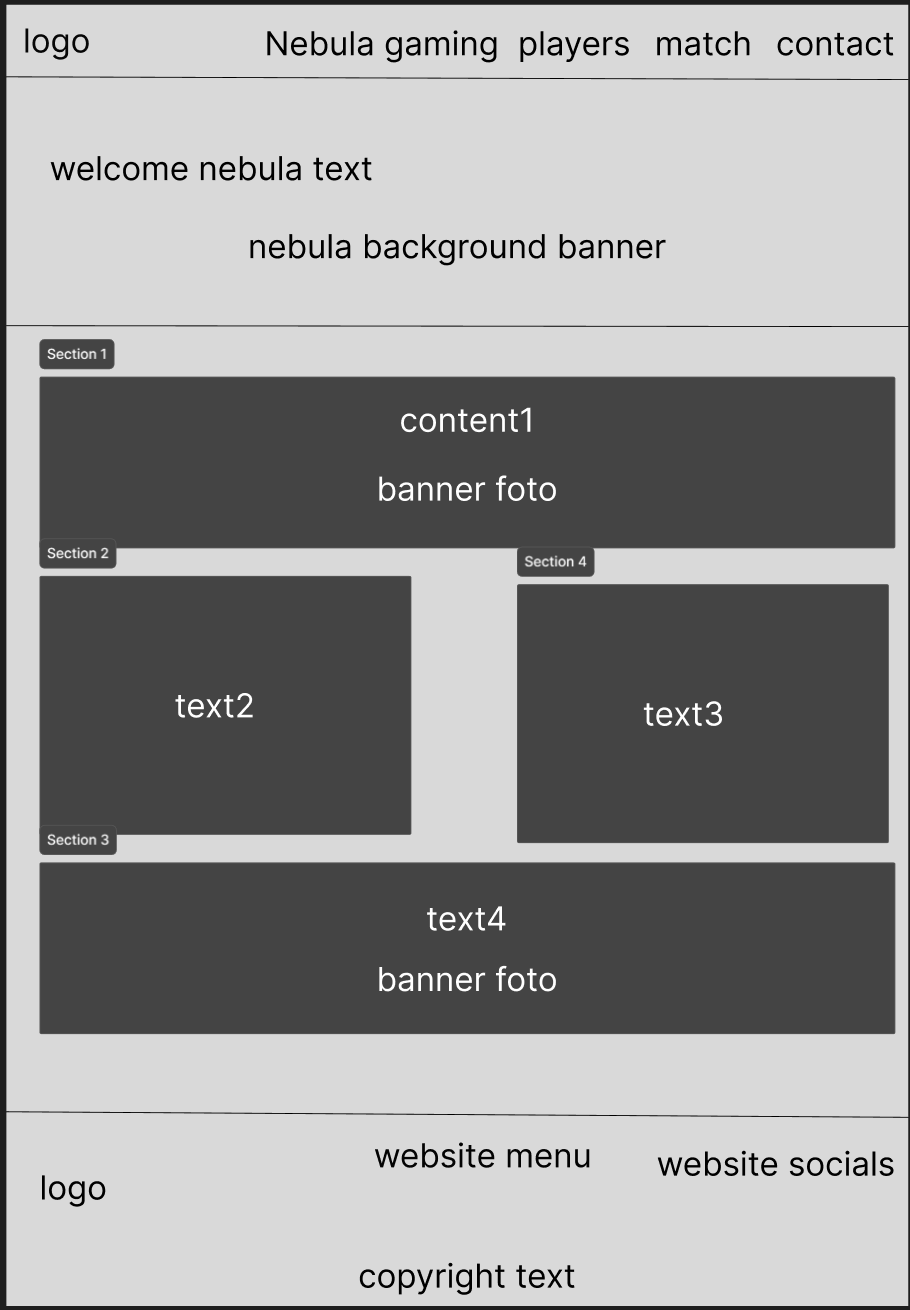 logo
Nebula gaming players match contact
welcome nebula text
nebula background banner
Section 1
content1
banner foto
Section 2
text2
Section 4
text3
Section 3
text4
banner foto
logo
website menu
website socials
copyright text